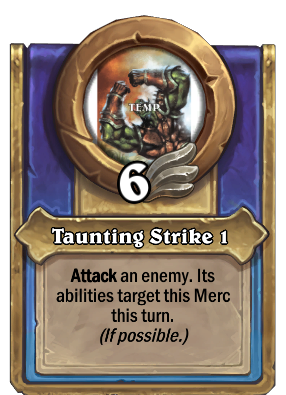 TEMP
6
Taunting Strike 1
Attack an enemy. Its
abilities target this Merc
this turn.
(If possible.)